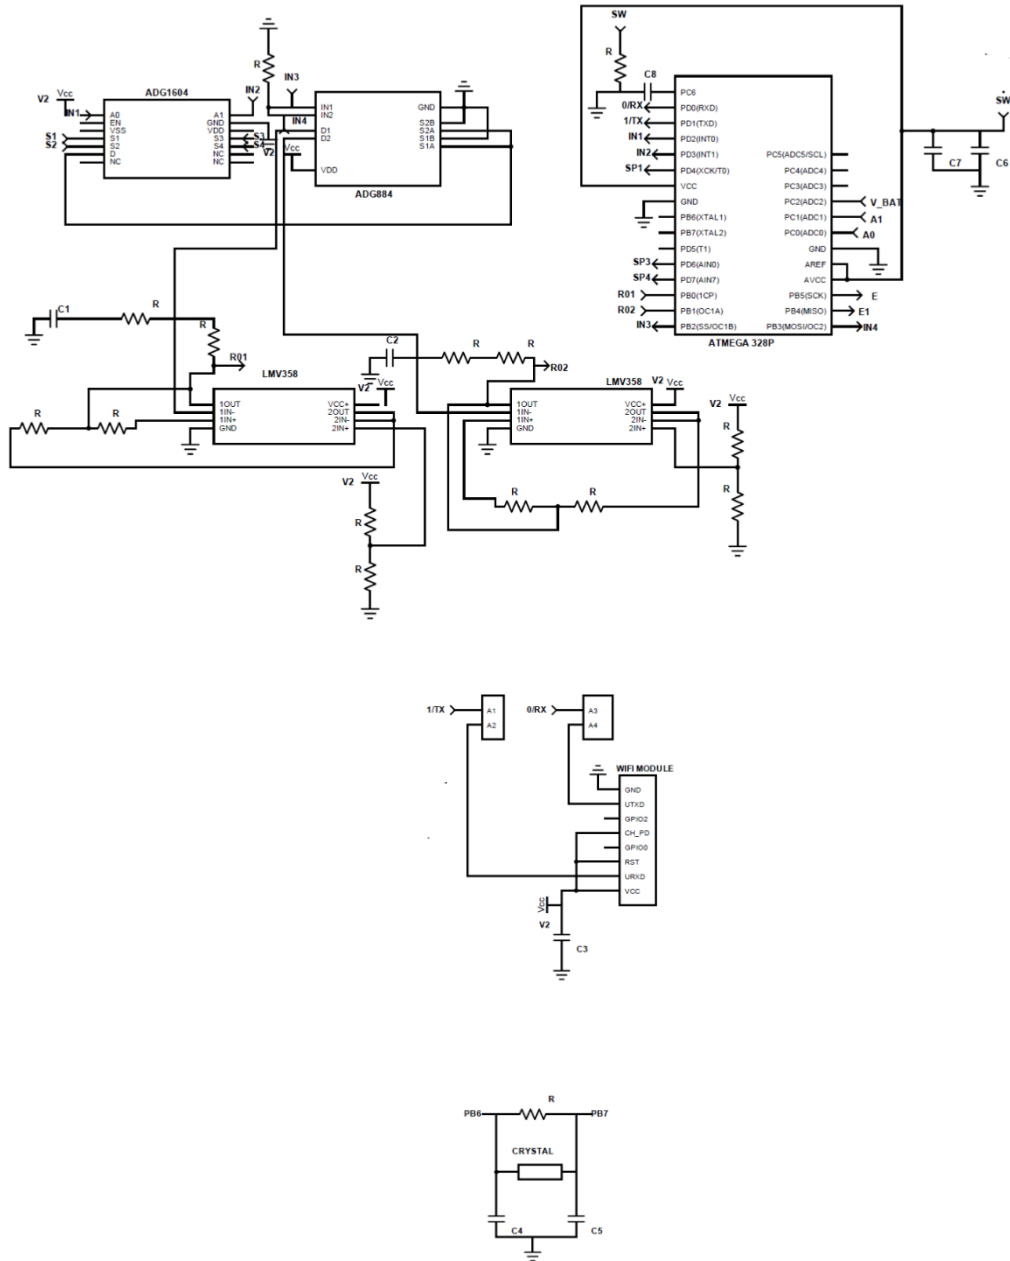 SW
R
C8
IN3
R
ADG1604
IN2
V2 Vcc
IN1
A0
EN
VSS
S1
S2
D
NC
A1
GND
VDD
S3
S4
NC
NC
S1
S2
S3
S4
IN4
V2
Vcc
IN1
IN2
D1
D2
VDD
GND
S2B
S2A
S1B
S1A
ADG884
0/RX
1/TX
IN1
IN2
SP1
SP3
SP4
R01
R02
IN3
PC6
PD0(RXD)
PD1(TXD)
PD2(INT0)
PD3(INT1)
PD4(XCK/T0)
VCC
GND
PB6(XTAL1)
PB7(XTAL2)
PD5(T1)
PD6(AIN0)
PD7(AIN7)
PB0(1CP)
PB1(OC1A)
PB2(SS/OC1B)
PC5(ADC5/SCL)
PC4(ADC4)
PC3(ADC3)
PC2(ADC2)
PC1(ADC1)
PC0(ADC0)
GND
AREF
AVCC
PB5(SCK)
PB4(MISO)
PB3(MOSI/OC2)
V_BAT
A1
A0
E
E1
IN4
ATMEGA 328P
SW
C7
C6
C1
R
R
R01
LMV358
V2 Vcc
1OUT
1IN-
1IN+
GND
VCC+
2OUT
2IN-
2IN+
R
R
V2 Vcc
R
R
C2
R
R
R02
LMV358
V2 Vcc
1OUT
1IN-
1IN+
GND
VCC+
2OUT
2IN-
2IN+
R
R
V2 Vcc
R
R
1/TX
A1
A2
0/RX
A3
A4
WIFI MODULE
GND
UTXD
GPIO2
CH_PD
GPIO0
RST
URXD
VCC
Vcc
V2
C3
R
PB6
PB7
CRYSTAL
C4
C5